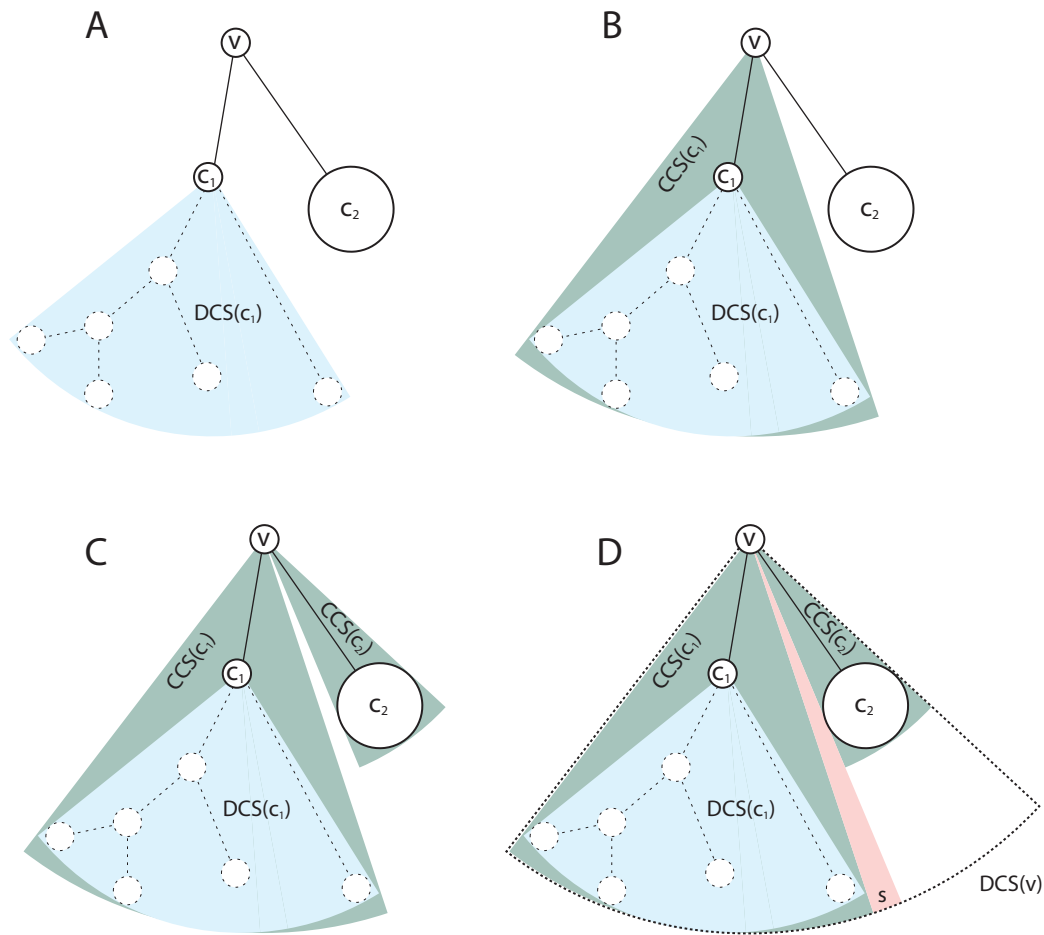 A
V
C₁
C₂
DCS(c₁)
B
V
CCS(c₁)
C₁
C₂
DCS(c₁)
C
V
CCS(c₁)
CCS(c₂)
C₁
C₂
DCS(c₁)
D
V
CCS(c₁)
CCS(c₂)
C₁
C₂
DCS(c₁)
s
DCS(v)